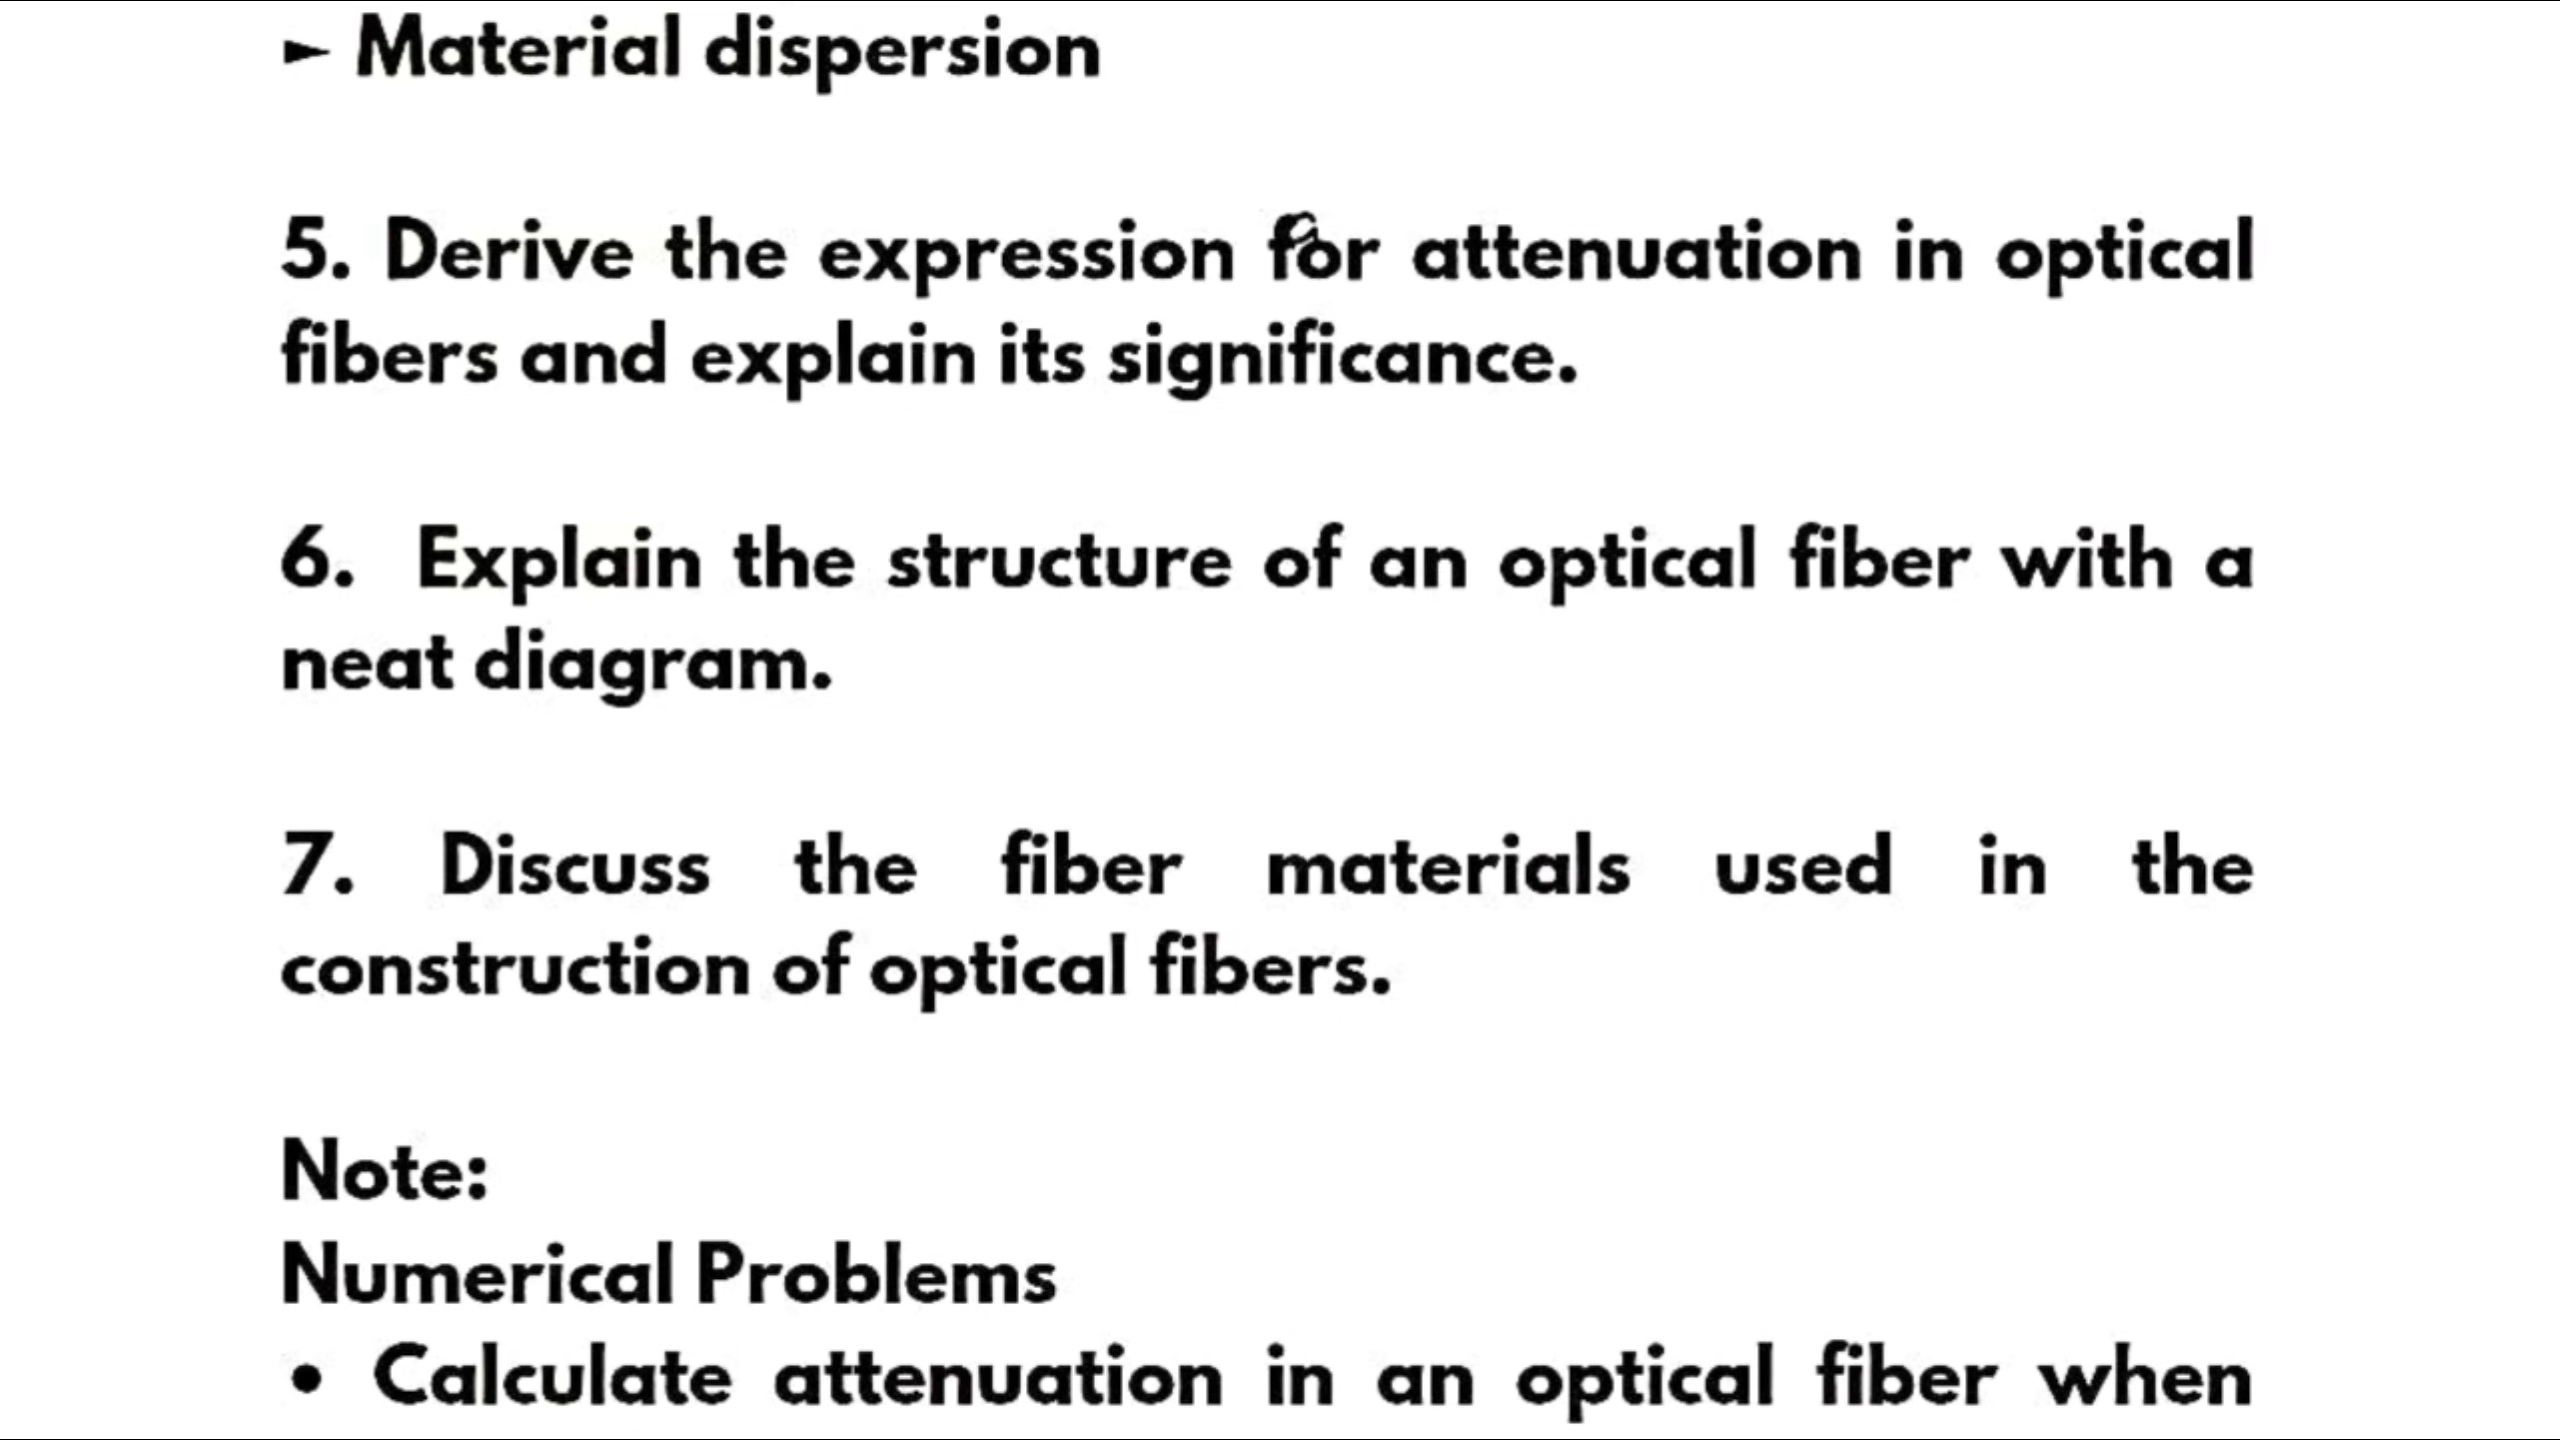 ► Material dispersion
5. Derive the expression for attenuation in optical
fibers and explain its significance.
6. Explain the structure of an optical fiber with a
neat diagram.
7. Discuss the fiber materials used in the
construction of optical fibers.
Note:
Numerical Problems
• Calculate attenuation in an optical fiber when